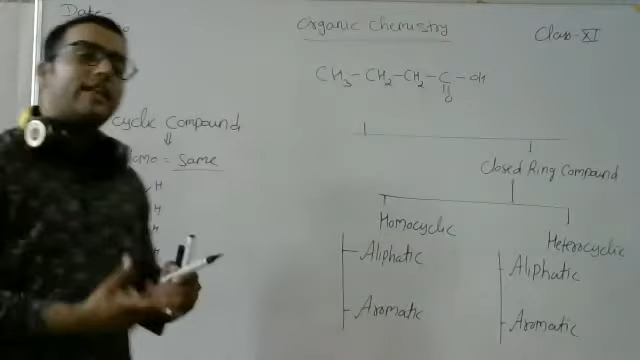 Date-
Organic Chemistry
Class-XI
CH3-CH2-CH2-C-OH
||
O
cyclic Compound
⇓
Homo = Same
H
H
H
H
Closed Ring Compound
Homocyclic
Heterocyclic
Aliphatic
Aromatic
Aliphatic
Aromatic